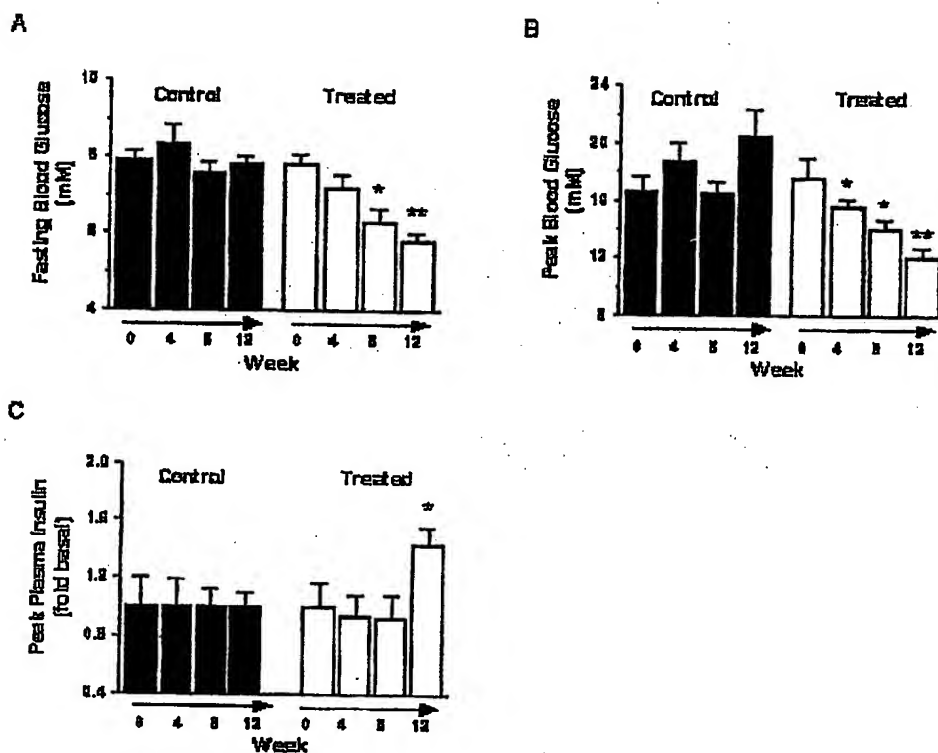 A
Fasting Blood Glucose
(mM)
10
8
6
4
Control
Treated
* **
0 4 8 12 0 4 8 12
Week
B
Peak Blood Glucose
(mM)
24
20
16
12
8
Control
Treated
* * **
0 4 8 12 0 4 8 12
Week
C
Peak Plasma Insulin
(fold basal)
2.0
1.6
1.2
0.8
0.4
Control
Treated
*
0 4 8 12 0 4 8 12
Week